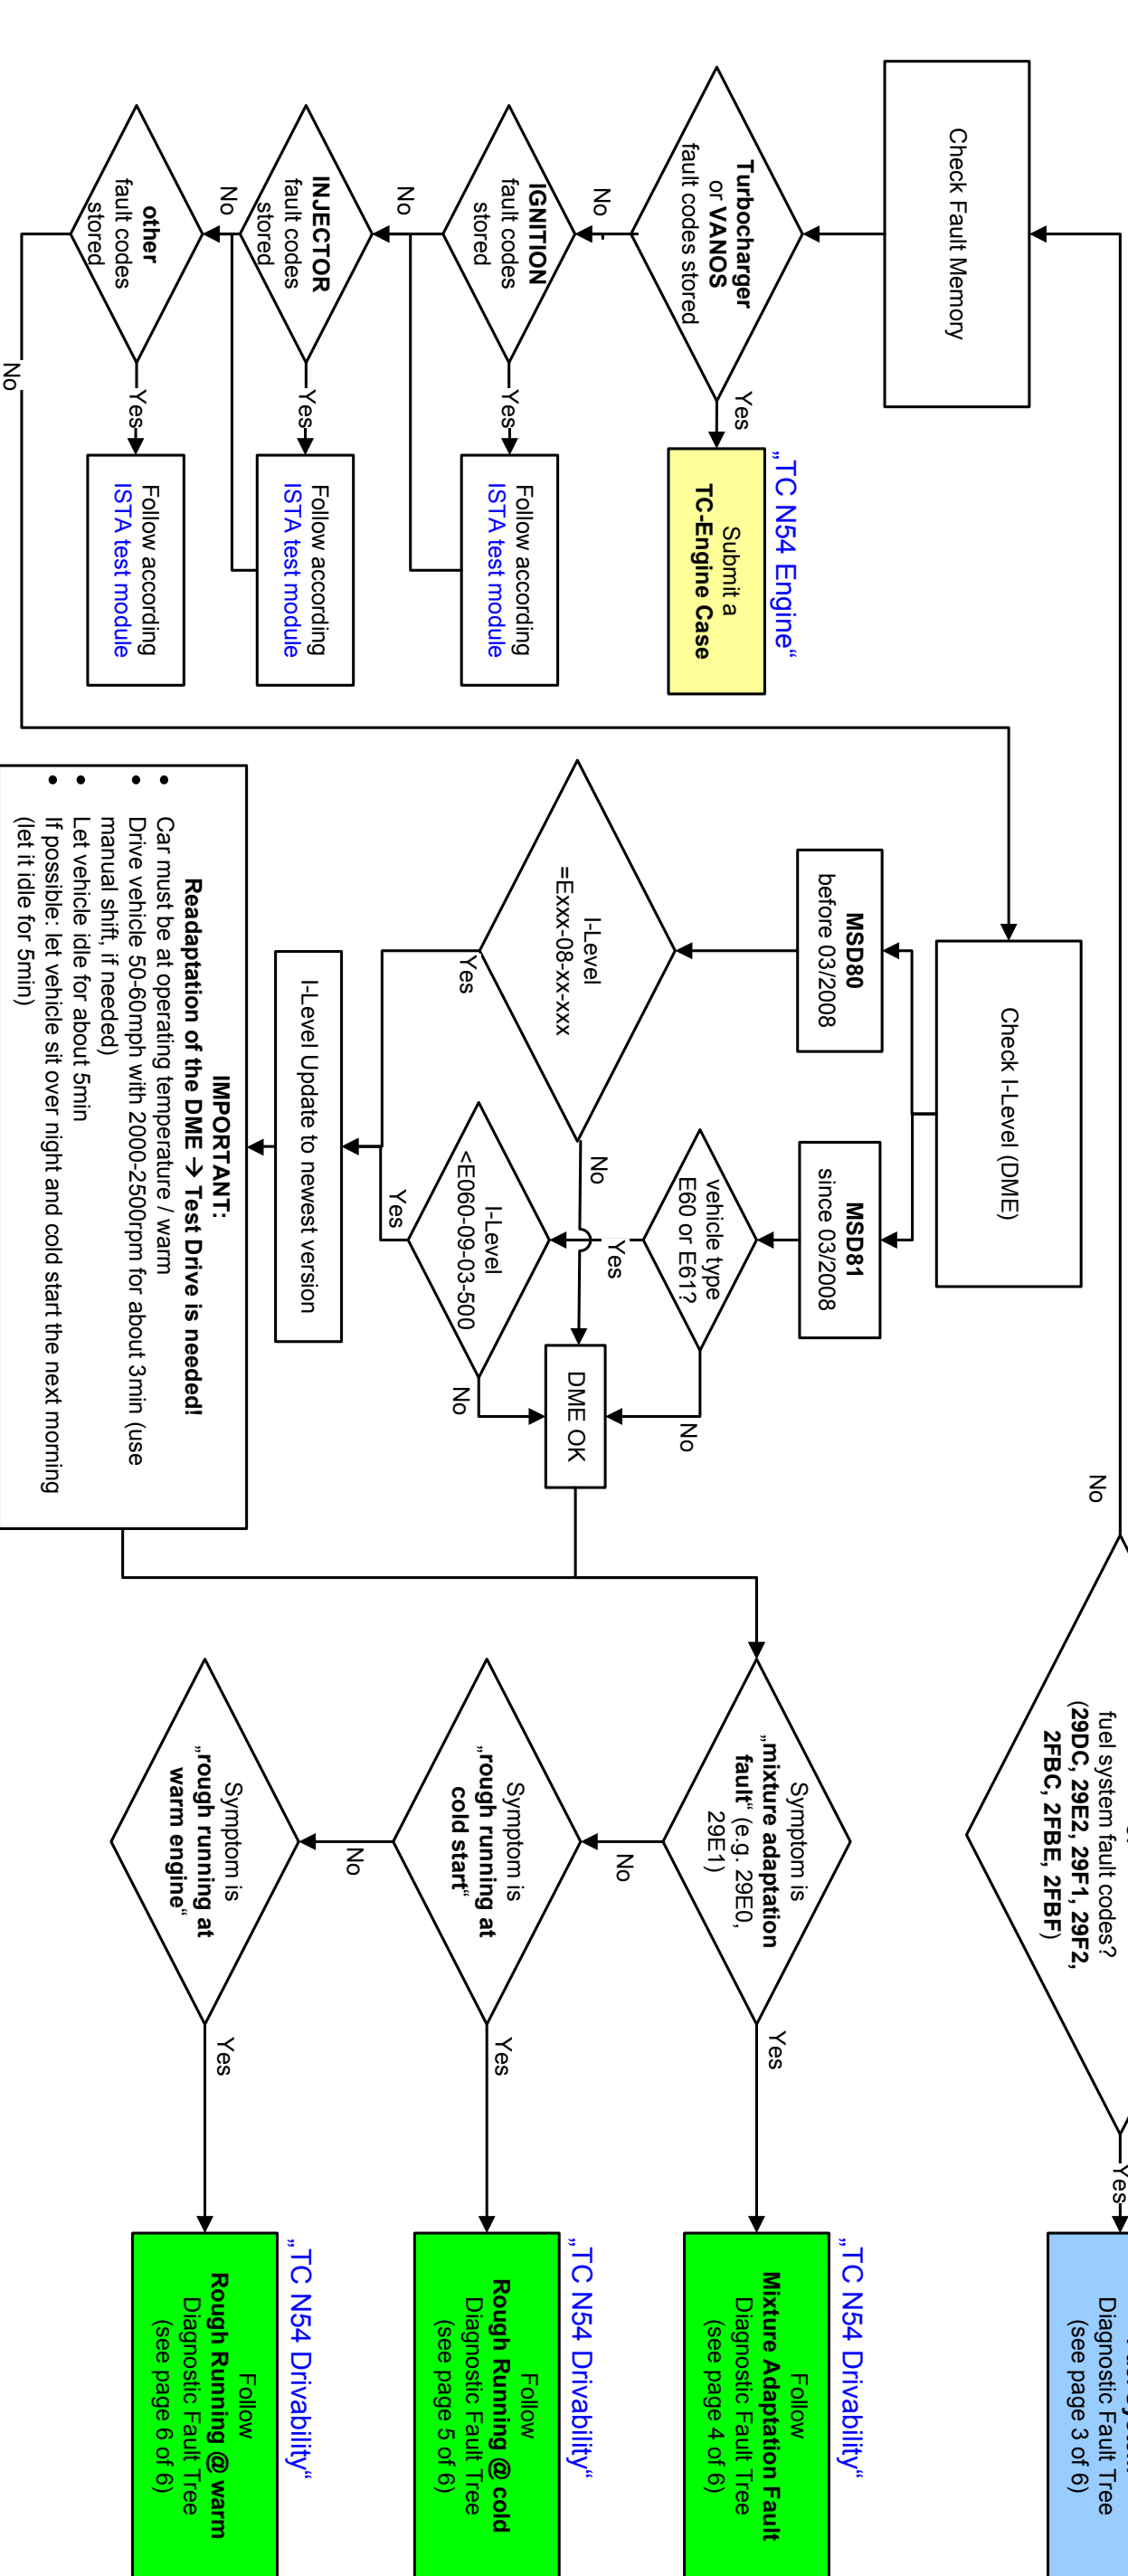 fuel system fault codes?
(29DC, 29E2, 29F1, 29F2,
2FBC, 2FBE, 2FBF)
No
Yes
Diagnostic Fault Tree
(see page 3 of 6)
Check Fault Memory
Turbocharger
or VANOS
fault codes stored
Yes
No
„TC N54 Engine“
Submit a
TC-Engine Case
IGNITION
fault codes
stored
Yes
No
Follow according
ISTA test module
INJECTOR
fault codes
stored
Yes
No
Follow according
ISTA test module
other
fault codes
stored
Yes
No
Follow according
ISTA test module
Check I-Level (DME)
MSD80
before 03/2008
MSD81
since 03/2008
I-Level
=Exxx-08-xx-xxx
No
Yes
vehicle type
E60 or E61?
No
Yes
I-Level
<E060-09-03-500
No
Yes
DME OK
I-Level Update to newest version
IMPORTANT:
Readaptation of the DME → Test Drive is needed!
• Car must be at operating temperature / warm
• Drive vehicle 50-60mph with 2000-2500rpm for about 3min (use
manual shift, if needed)
• Let vehicle idle for about 5min
• If possible: let vehicle sit over night and cold start the next morning
(let it idle for 5min)
Symptom is
„mixture adaptation
fault“ (e.g. 29E0,
29E1)
Yes
No
„TC N54 Drivability“
Follow
Mixture Adaptation Fault
Diagnostic Fault Tree
(see page 4 of 6)
Symptom is
„rough running at
cold start“
Yes
No
„TC N54 Drivability“
Follow
Rough Running @ cold
Diagnostic Fault Tree
(see page 5 of 6)
Symptom is
„rough running at
warm engine“
Yes
„TC N54 Drivability“
Follow
Rough Running @ warm
Diagnostic Fault Tree
(see page 6 of 6)